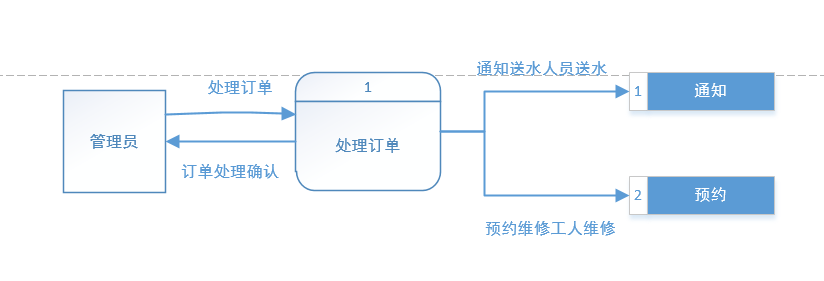 通知送水人员送水
处理订单
1
1
通知
管理员
处理订单
订单处理确认
2
预约
预约维修工人维修